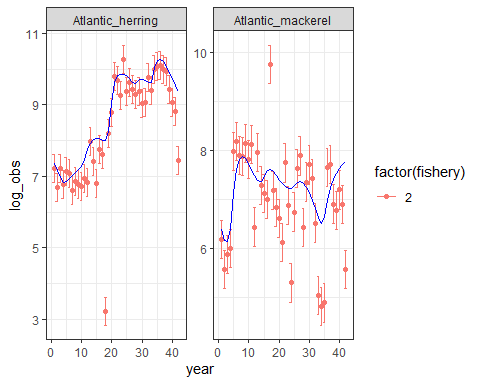 Atlantic_herring Atlantic_mackerel
log_obs
11
9
7
5
3
10
8
6
0 10 20 30 40 0 10 20 30 40
year
factor(fishery)
2